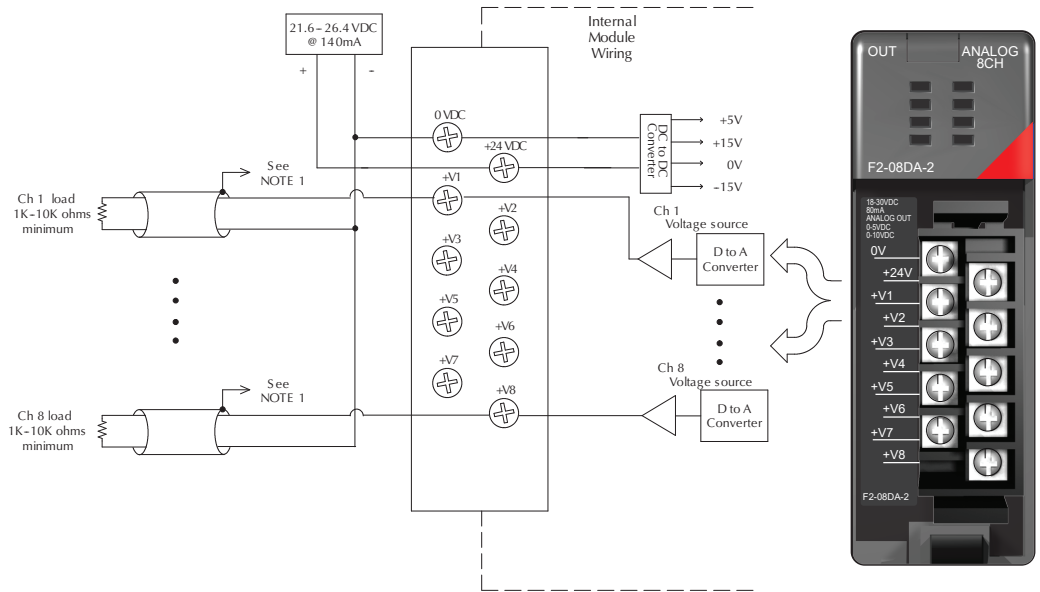 21.6–26.4 VDC
@ 140mA
+
–
Internal
Module
Wiring
0 VDC
+24 VDC
+V1
+V2
+V3
+V4
+V5
+V6
+V7
+V8
DC to DC
Converter
+5V
+15V
0V
–15V
See
NOTE 1
Ch 1 load
1K–10K ohms
minimum
Ch 1
Voltage source
D to A
Converter
See
NOTE 1
Ch 8 load
1K–10K ohms
minimum
Ch 8
Voltage source
D to A
Converter
OUT
ANALOG
8CH
F2-08DA-2
18-30VDC
80mA
ANALOG OUT
0-5VDC
0-10VDC
0V
+24V
+V1
+V2
+V3
+V4
+V5
+V6
+V7
+V8
F2-08DA-2